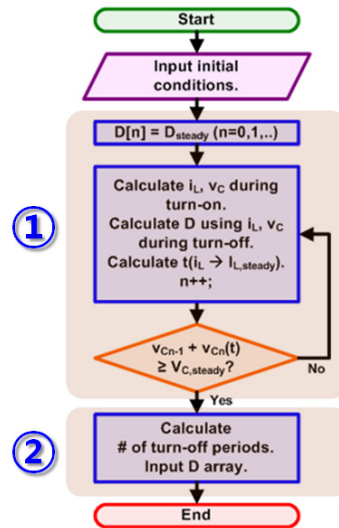 Start
Input initial
conditions.
D[n] = Dsteady (n=0,1,..)
①
Calculate iL, vC during
turn-on.
Calculate D using iL, vC
during turn-off.
Calculate t(iL → IL,steady).
n++;
vCn-1 + vCn(t)
≥ VC,steady?
No
Yes
②
Calculate
# of turn-off periods.
Input D array.
End